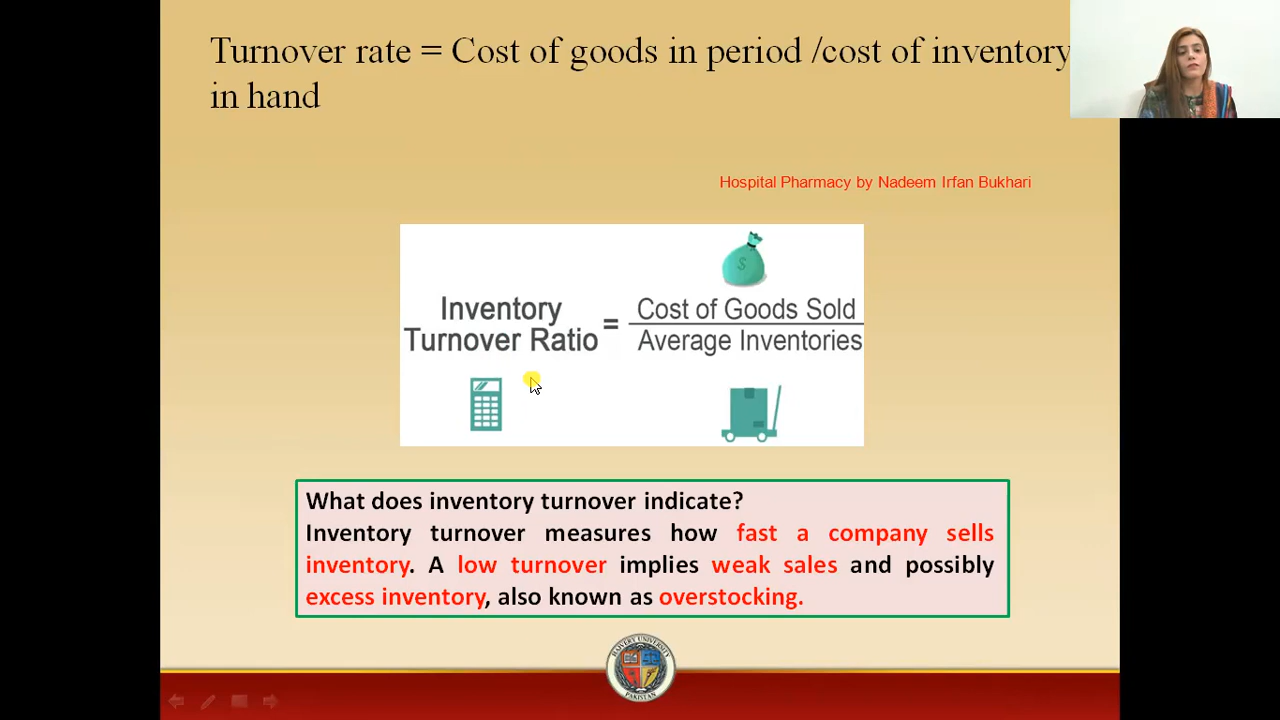 Turnover rate = Cost of goods in period /cost of inventory
in hand
Hospital Pharmacy by Nadeem Irfan Bukhari
$
Inventory
Turnover Ratio
=
Cost of Goods Sold
Average Inventories
What does inventory turnover indicate?
Inventory turnover measures how fast a company sells
inventory. A low turnover implies weak sales and possibly
excess inventory, also known as overstocking.
PAKISTAN